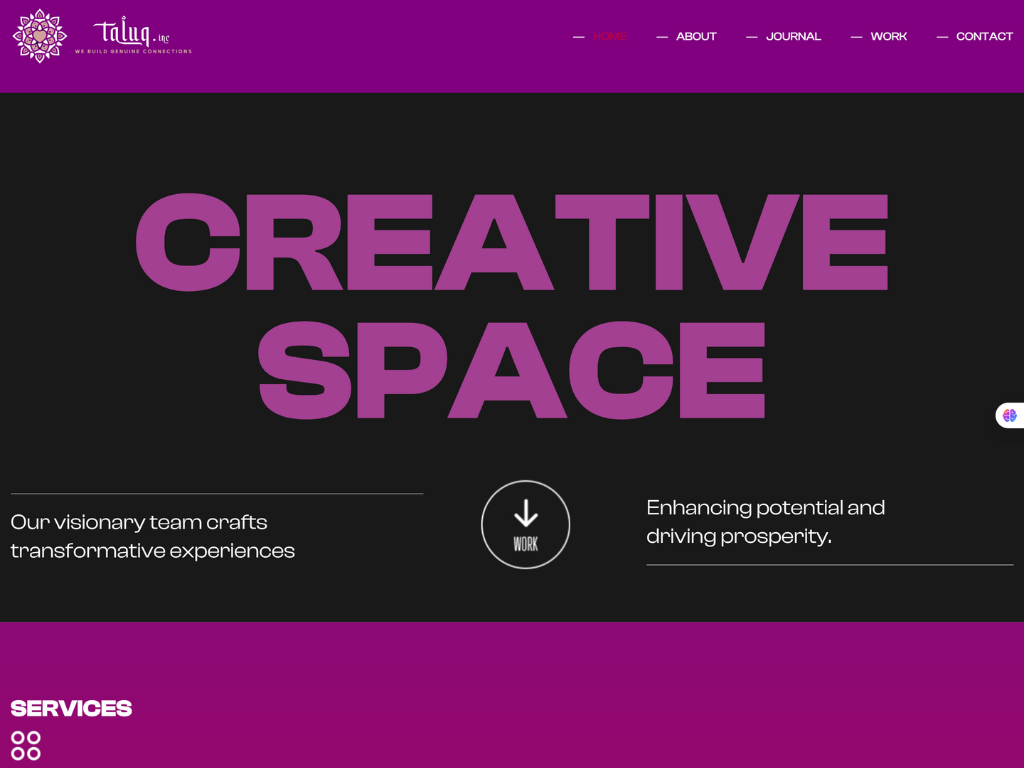 Taluq.inc
WE BUILD GENUINE CONNECTIONS
— HOME — ABOUT — JOURNAL — WORK — CONTACT
CREATIVE
SPACE
Our visionary team crafts
transformative experiences
WORK
Enhancing potential and
driving prosperity.
SERVICES